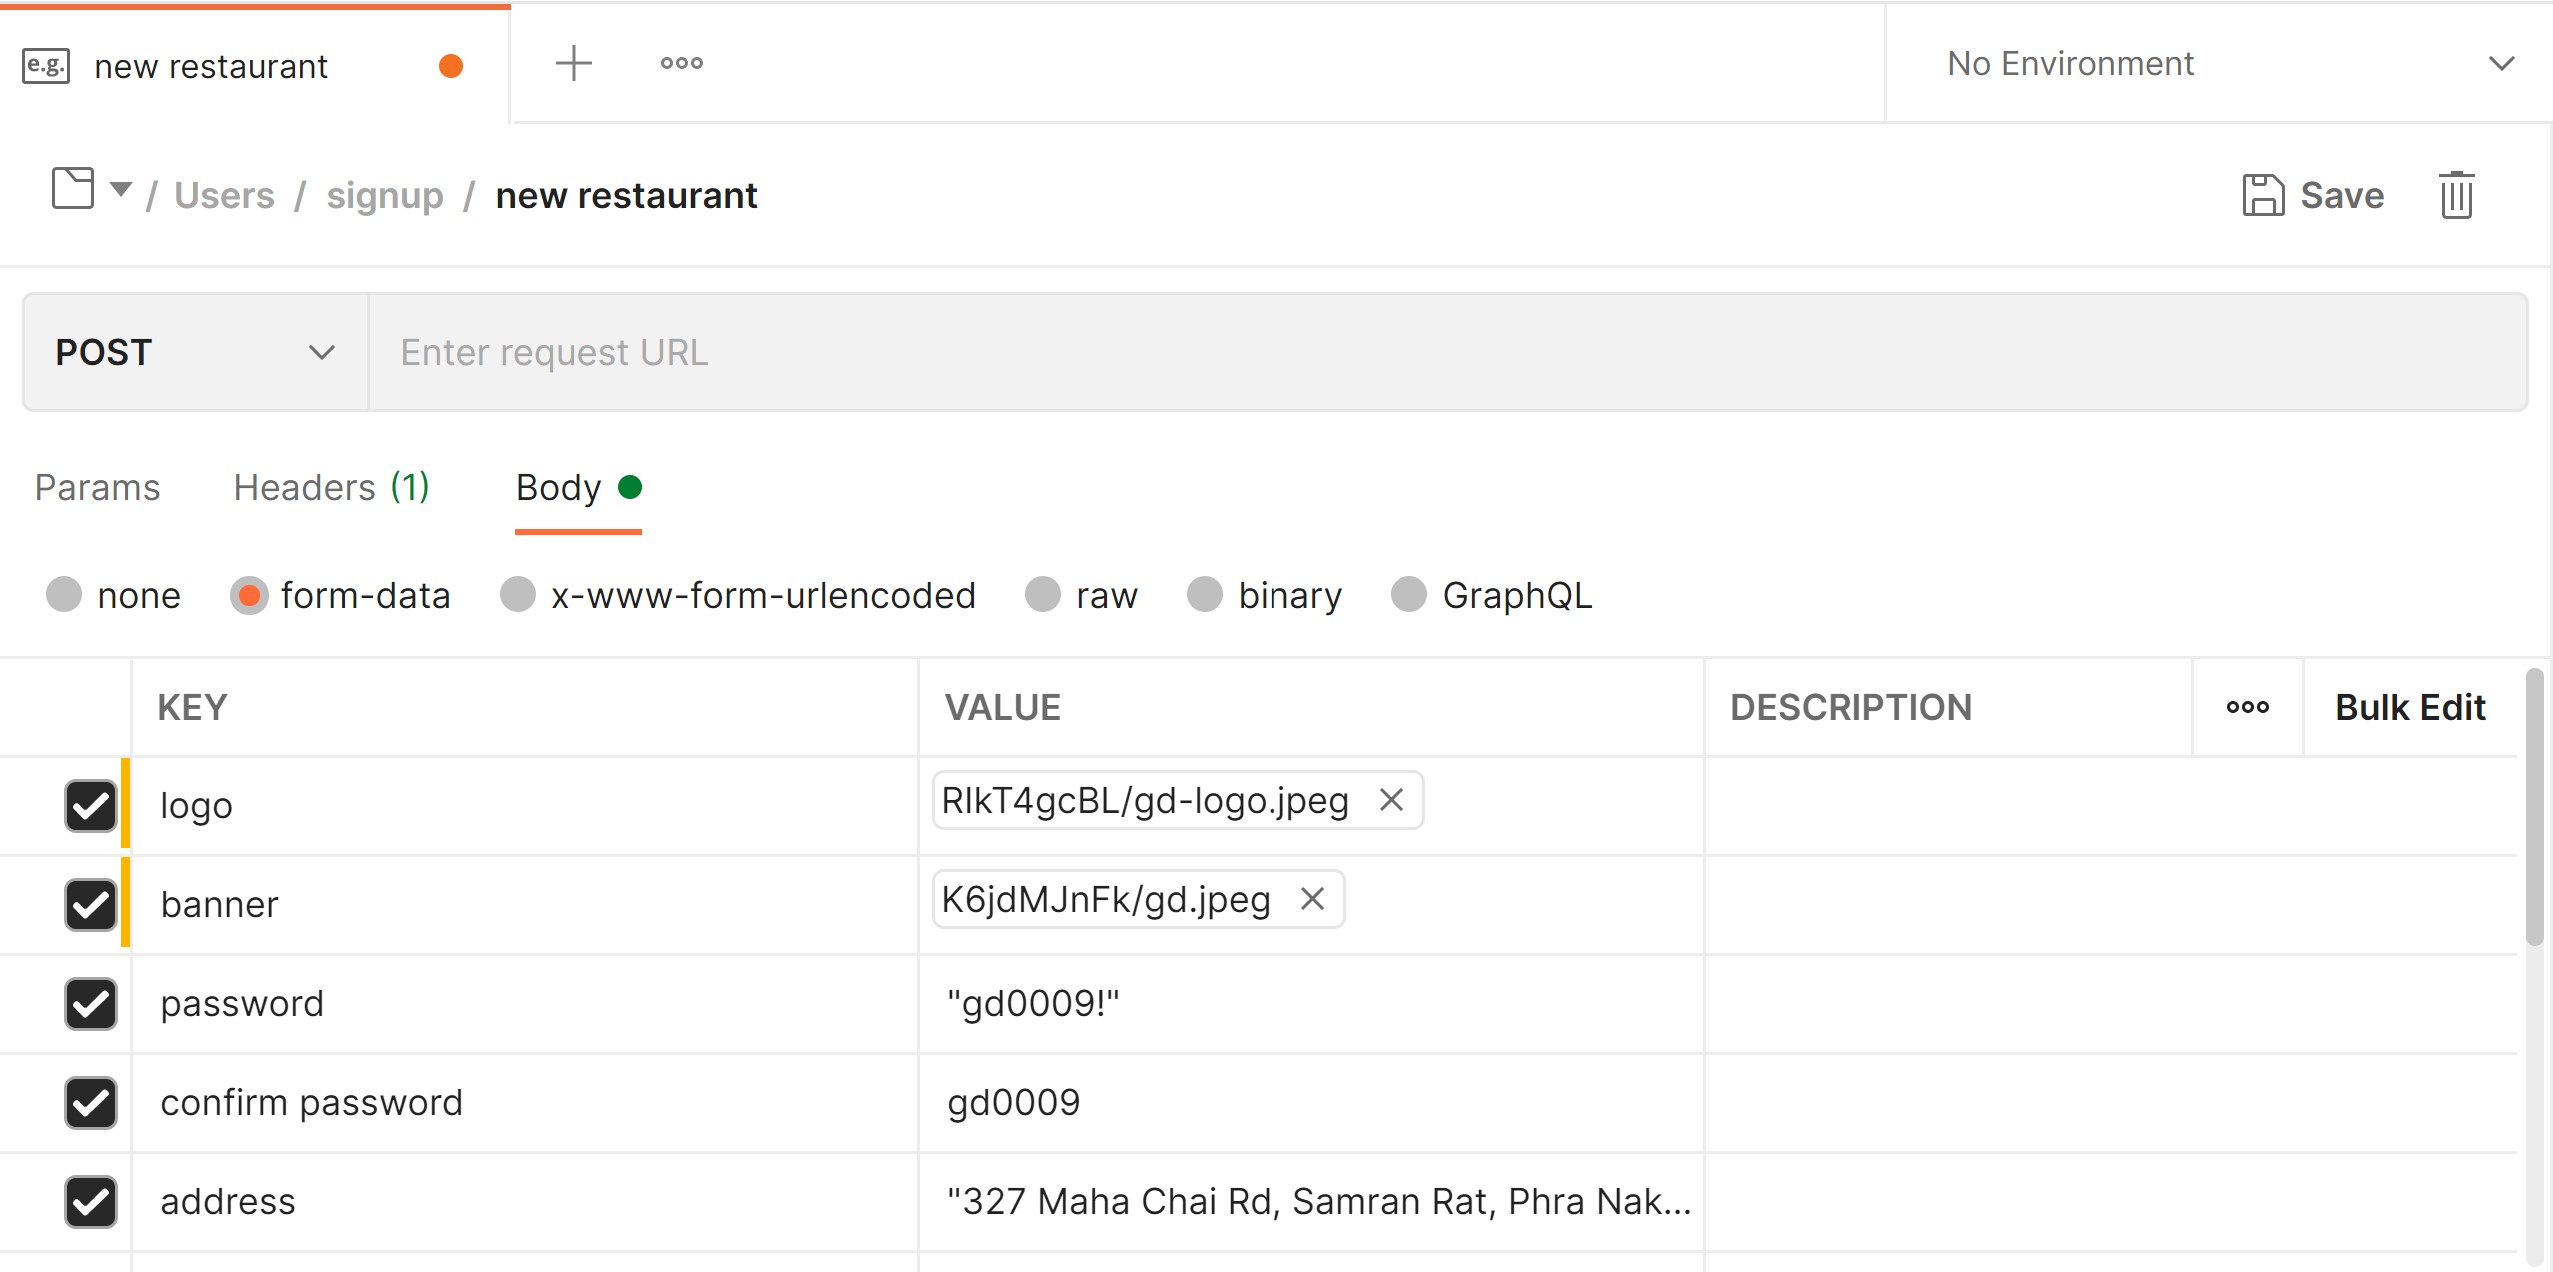 e.g. new restaurant No Environment
/ Users / signup / new restaurant Save
POST Enter request URL
Params Headers (1) Body
none form-data x-www-form-urlencoded raw binary GraphQL
KEY VALUE DESCRIPTION Bulk Edit
logo RIkT4gcBL/gd-logo.jpeg
banner K6jdMJnFk/gd.jpeg
password "gd0009!"
confirm password gd0009
address "327 Maha Chai Rd, Samran Rat, Phra Nak...